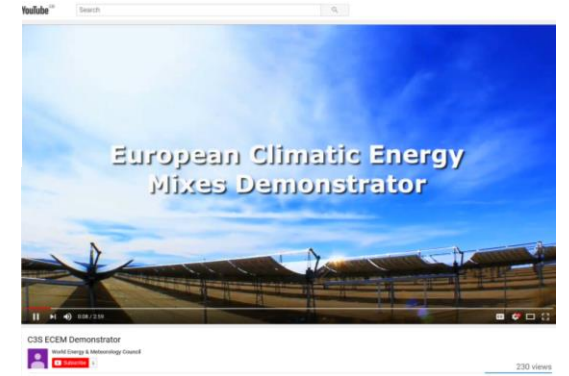 YouTube
Search
European Climatic Energy
Mixes Demonstrator
0:08 / 2:59
C3S ECEM Demonstrator
World Energy & Meteorology Council
Subscribe
230 views